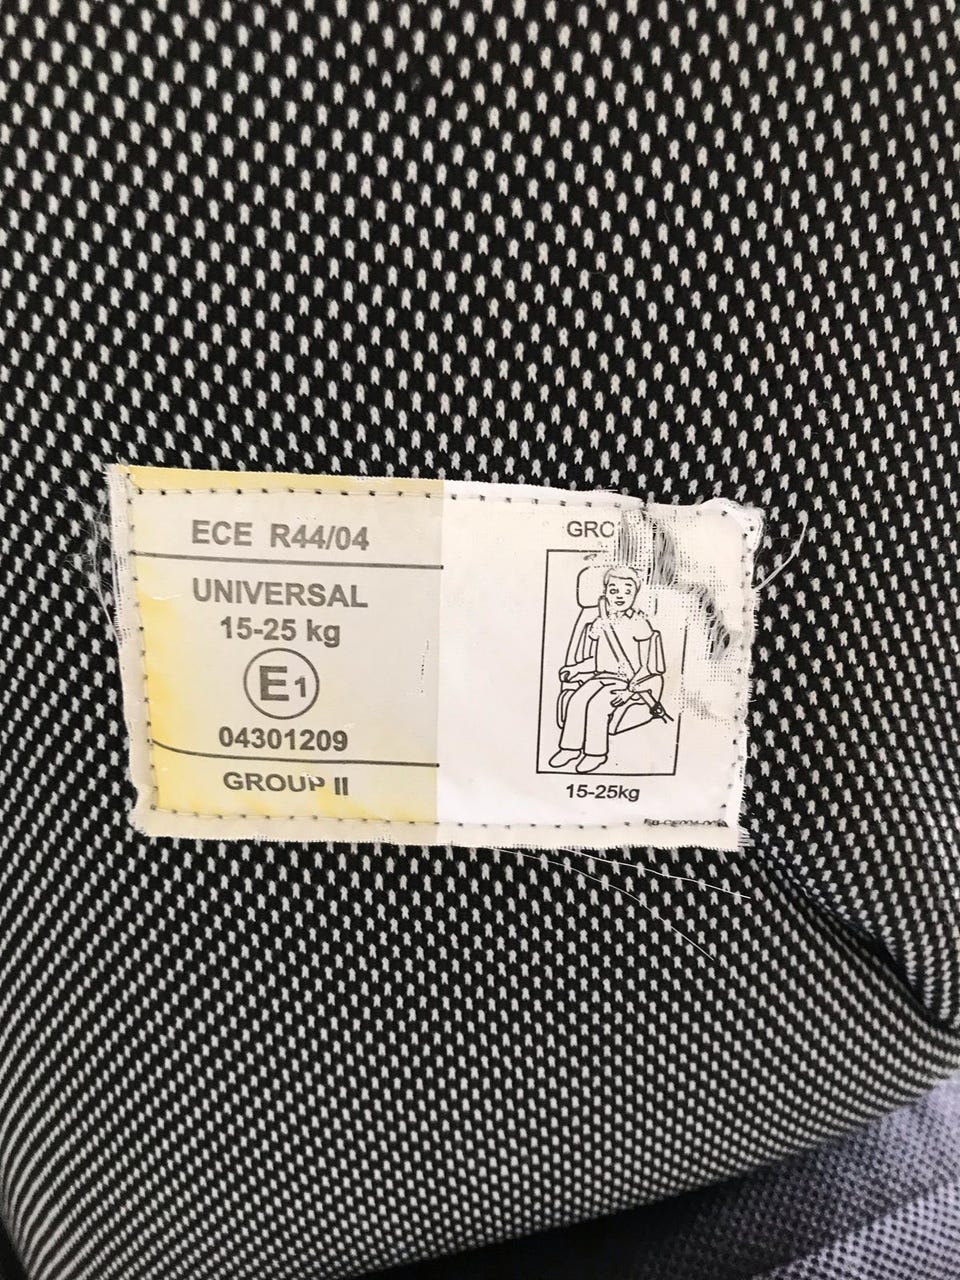 ECE R44/04
UNIVERSAL
15-25 kg
E1
04301209
GROUP II
15-25kg